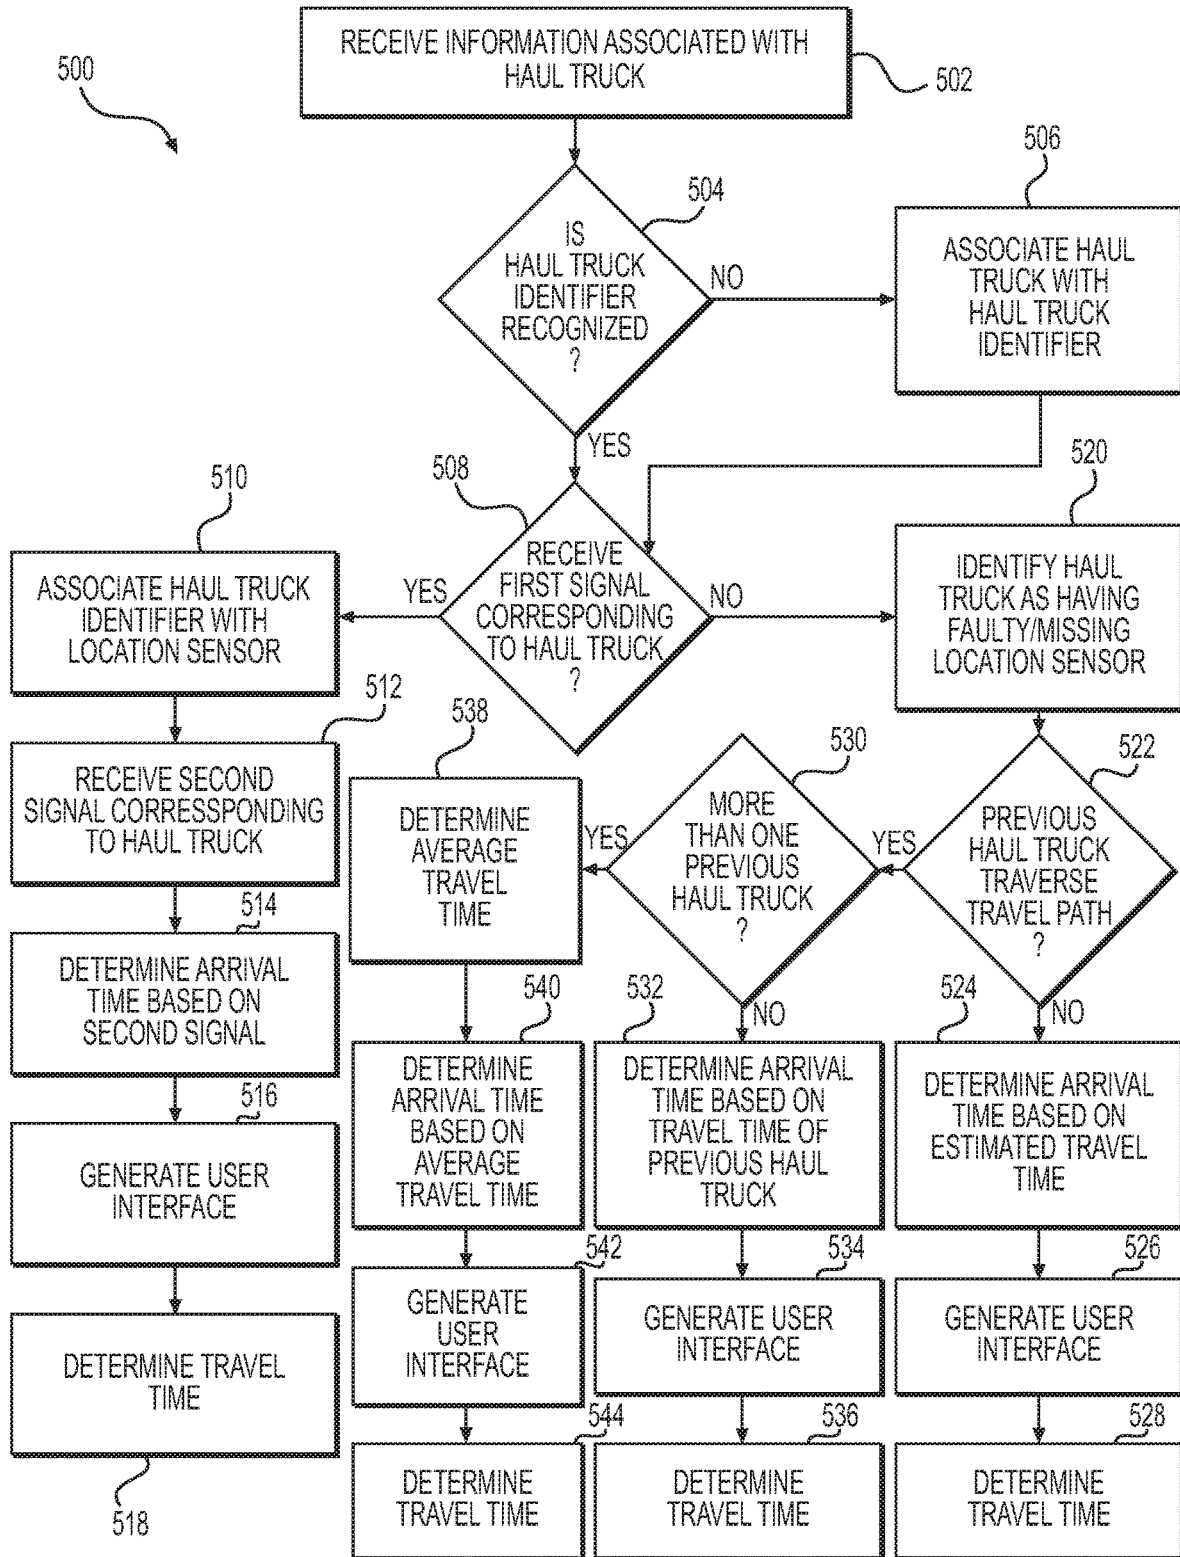 RECEIVE INFORMATION ASSOCIATED WITH
HAUL TRUCK
500
502
506
504
IS
HAUL TRUCK
IDENTIFIER
RECOGNIZED
?
NO
ASSOCIATE HAUL
TRUCK WITH
HAUL TRUCK
IDENTIFIER
YES
508
510
520
RECEIVE
FIRST SIGNAL
CORRESPONDING
TO HAUL TRUCK
?
YES
NO
ASSOCIATE HAUL TRUCK
IDENTIFIER WITH
LOCATION SENSOR
IDENTIFY HAUL
TRUCK AS HAVING
FAULTY/MISSING
LOCATION SENSOR
512
538
530
522
RECEIVE SECOND
SIGNAL CORRESSPONDING
TO HAUL TRUCK
DETERMINE
AVERAGE
TRAVEL
TIME
YES
MORE
THAN ONE
PREVIOUS
HAUL TRUCK
?
YES
PREVIOUS
HAUL TRUCK
TRAVERSE
TRAVEL PATH
?
514
DETERMINE ARRIVAL
TIME BASED ON
SECOND SIGNAL
540
532
NO
524
NO
DETERMINE
ARRIVAL TIME
BASED ON
AVERAGE
TRAVEL TIME
DETERMINE ARRIVAL
TIME BASED ON
TRAVEL TIME OF
PREVIOUS HAUL
TRUCK
DETERMINE ARRIVAL
TIME BASED ON
ESTIMATED TRAVEL
TIME
516
GENERATE USER
INTERFACE
542
534
526
GENERATE
USER
INTERFACE
GENERATE USER
INTERFACE
GENERATE USER
INTERFACE
DETERMINE TRAVEL
TIME
518
544
536
528
DETERMINE
TRAVEL TIME
DETERMINE
TRAVEL TIME
DETERMINE
TRAVEL TIME